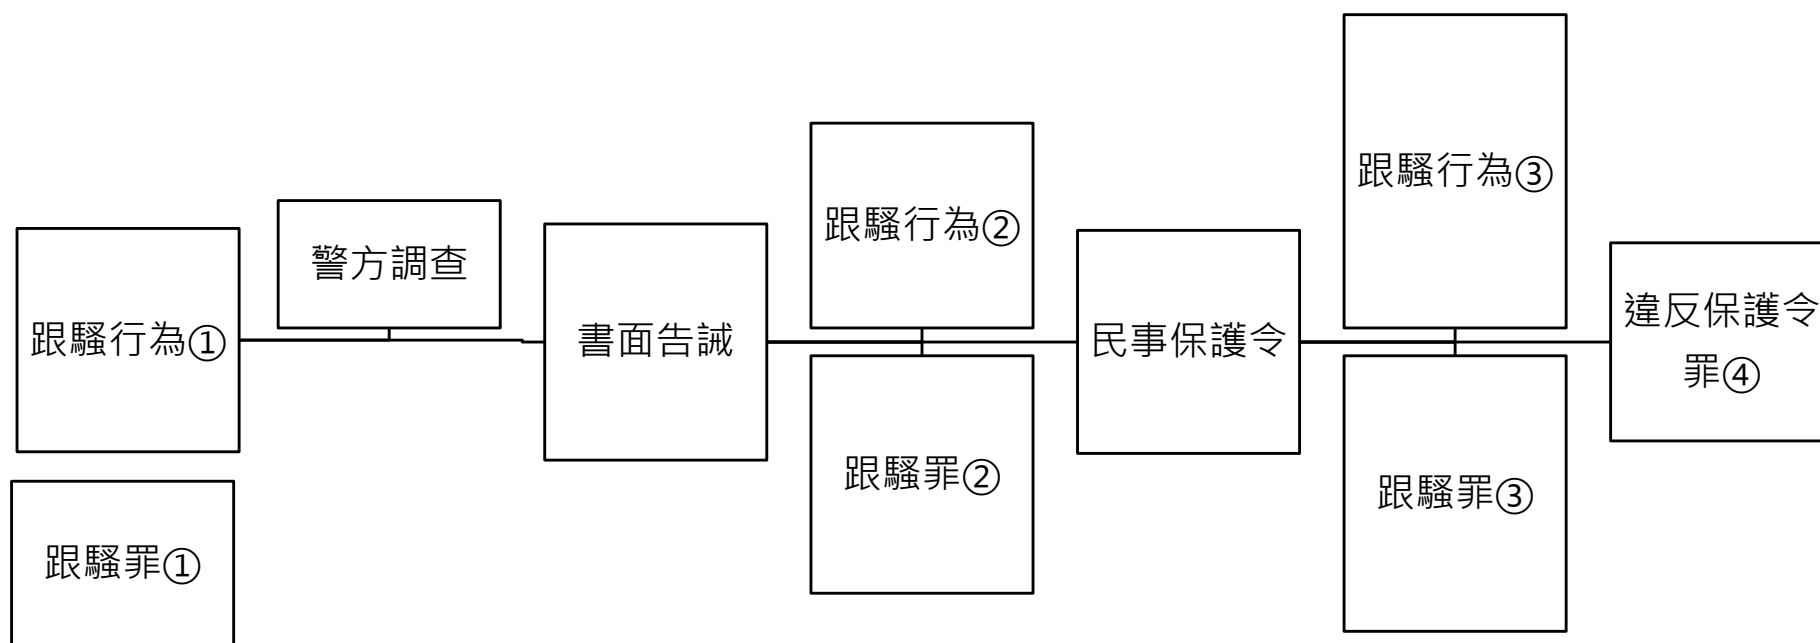 跟騷行為①
跟騷罪①
警方調查
書面告誡
跟騷行為②
跟騷罪②
民事保護令
跟騷行為③
跟騷罪③
違反保護令
罪④